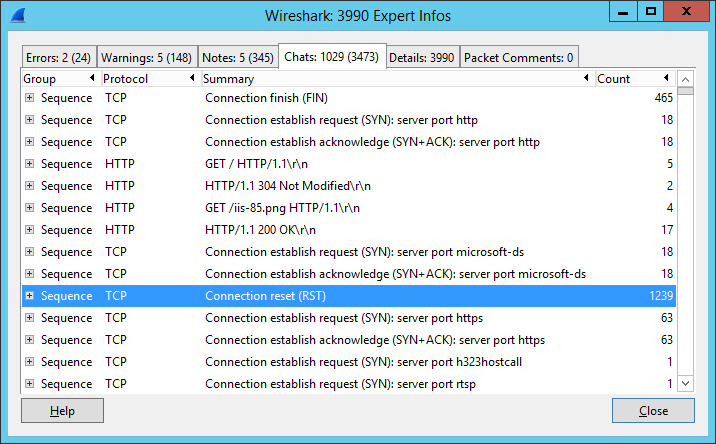 Wireshark: 3990 Expert Infos
Errors: 2 (24) Warnings: 5 (148) Notes: 5 (345) Chats: 1029 (3473) Details: 3990 Packet Comments: 0
Group Protocol Summary Count
Sequence TCP Connection finish (FIN) 465
Sequence TCP Connection establish request (SYN): server port http 18
Sequence TCP Connection establish acknowledge (SYN+ACK): server port http 18
Sequence HTTP GET / HTTP/1.1\r\n 5
Sequence HTTP HTTP/1.1 304 Not Modified\r\n 2
Sequence HTTP GET /iis-85.png HTTP/1.1\r\n 4
Sequence HTTP HTTP/1.1 200 OK\r\n 17
Sequence TCP Connection establish request (SYN): server port microsoft-ds 18
Sequence TCP Connection establish acknowledge (SYN+ACK): server port microsoft-ds 18
Sequence TCP Connection reset (RST) 1239
Sequence TCP Connection establish request (SYN): server port https 63
Sequence TCP Connection establish acknowledge (SYN+ACK): server port https 63
Sequence TCP Connection establish request (SYN): server port h323hostcall 1
Sequence TCP Connection establish request (SYN): server port rtsp 1
Help Close